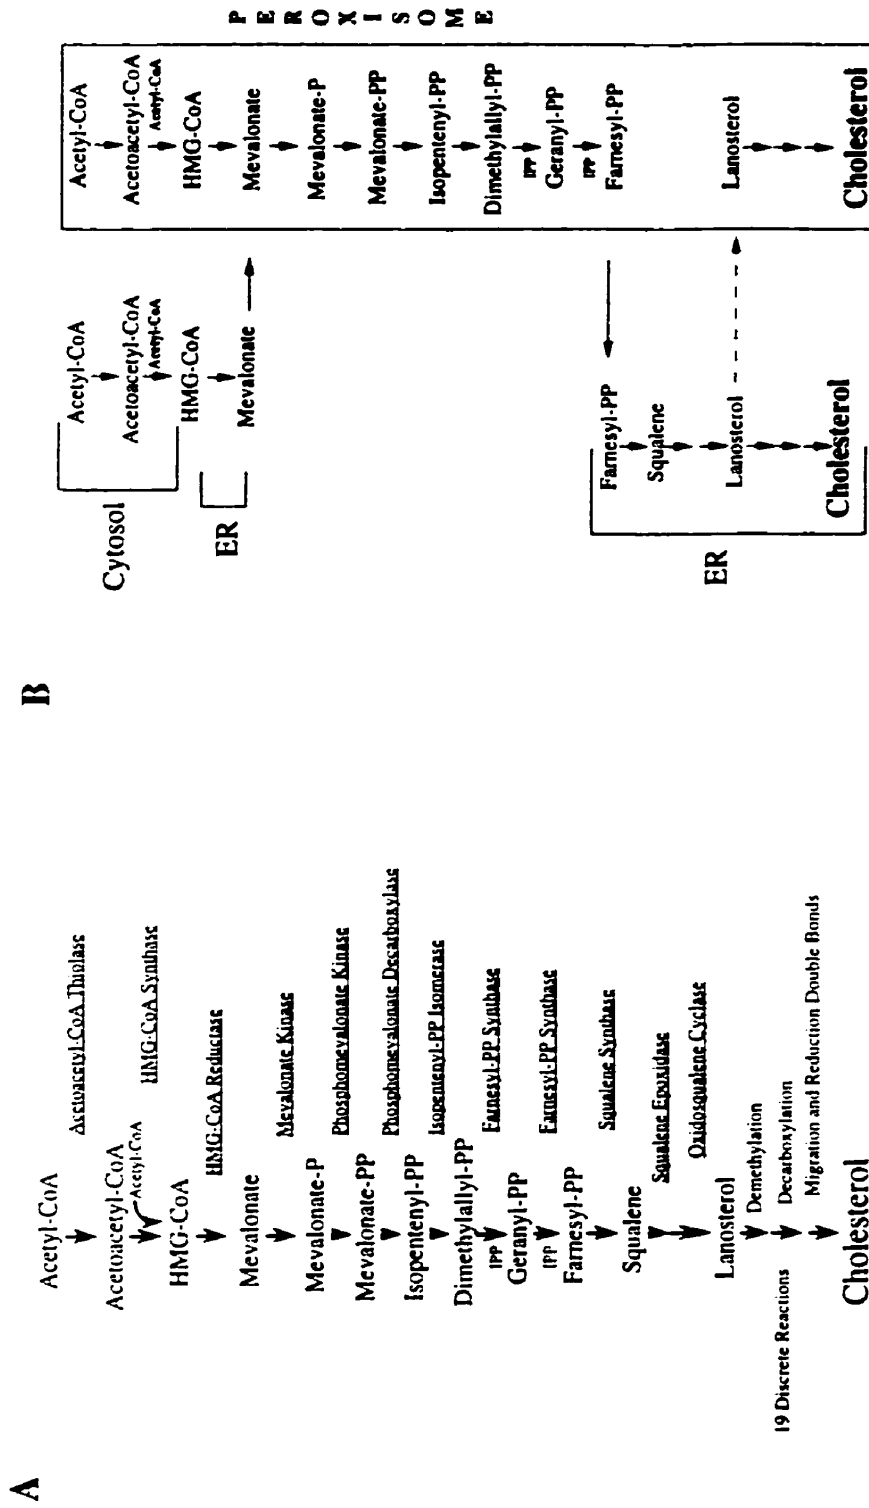 A
Acetyl-CoA
Acetoacetyl-CoA Thiolase
Acetoacetyl-CoA
Acetyl-CoA
HMG-CoA Synthase
HMG-CoA
HMG-CoA Reductase
Mevalonate
Mevalonate Kinase
Mevalonate-P
Phosphomevalonate Kinase
Mevalonate-PP
Phosphomevalonate Decarboxylase
Isopentenyl-PP
Isopentenyl-PP Isomerase
Dimethylallyl-PP
IPP
Farnesyl-PP Synthase
Geranyl-PP
IPP
Farnesyl-PP Synthase
Farnesyl-PP
Squalene Synthase
Squalene
Squalene Epoxidase
Oxidosqualene Cyclase
Lanosterol
Demethylation
19 Discrete Reactions
Decarboxylation
Migration and Reduction Double Bonds
Cholesterol
B
Cytosol
Acetyl-CoA
Acetoacetyl-CoA
Acetyl-CoA
HMG-CoA
ER
Mevalonate
ER
Farnesyl-PP
Squalene
Lanosterol
Cholesterol
Acetyl-CoA
Acetoacetyl-CoA
Acetyl-CoA
HMG-CoA
Mevalonate
Mevalonate-P
Mevalonate-PP
Isopentenyl-PP
Dimethylallyl-PP
IPP
Geranyl-PP
IPP
Farnesyl-PP
Lanosterol
Cholesterol
PEROXISOME